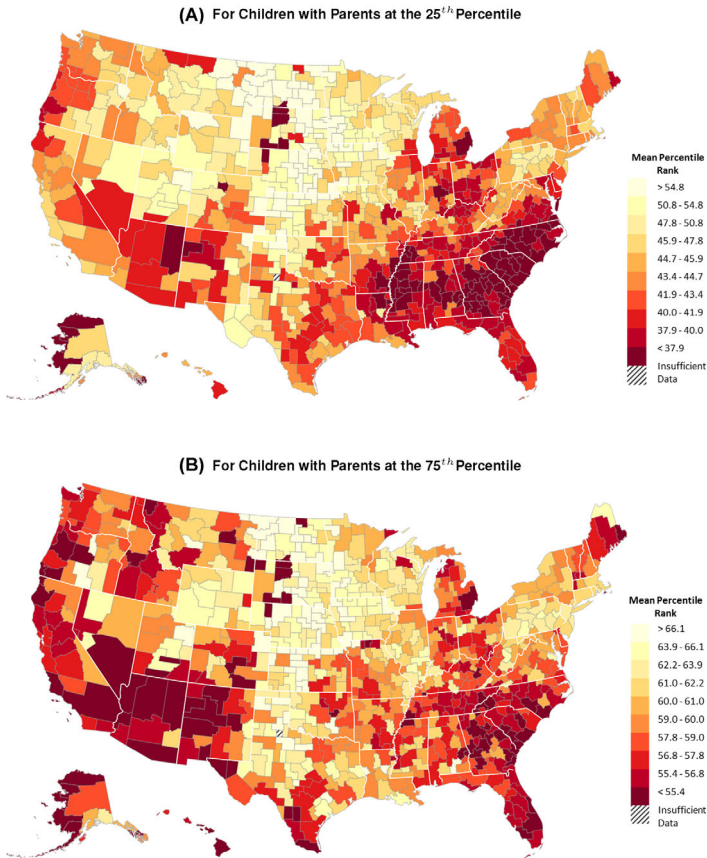 (A) For Children with Parents at the 25th Percentile
Mean Percentile
Rank
> 54.8
50.8 - 54.8
47.8 - 50.8
45.9 - 47.8
44.7 - 45.9
43.4 - 44.7
41.9 - 43.4
40.0 - 41.9
37.9 - 40.0
< 37.9
Insufficient
Data
(B) For Children with Parents at the 75th Percentile
Mean Percentile
Rank
> 66.1
63.9 - 66.1
62.2 - 63.9
61.0 - 62.2
60.0 - 61.0
59.0 - 60.0
57.8 - 59.0
56.8 - 57.8
55.4 - 56.8
< 55.4
Insufficient
Data